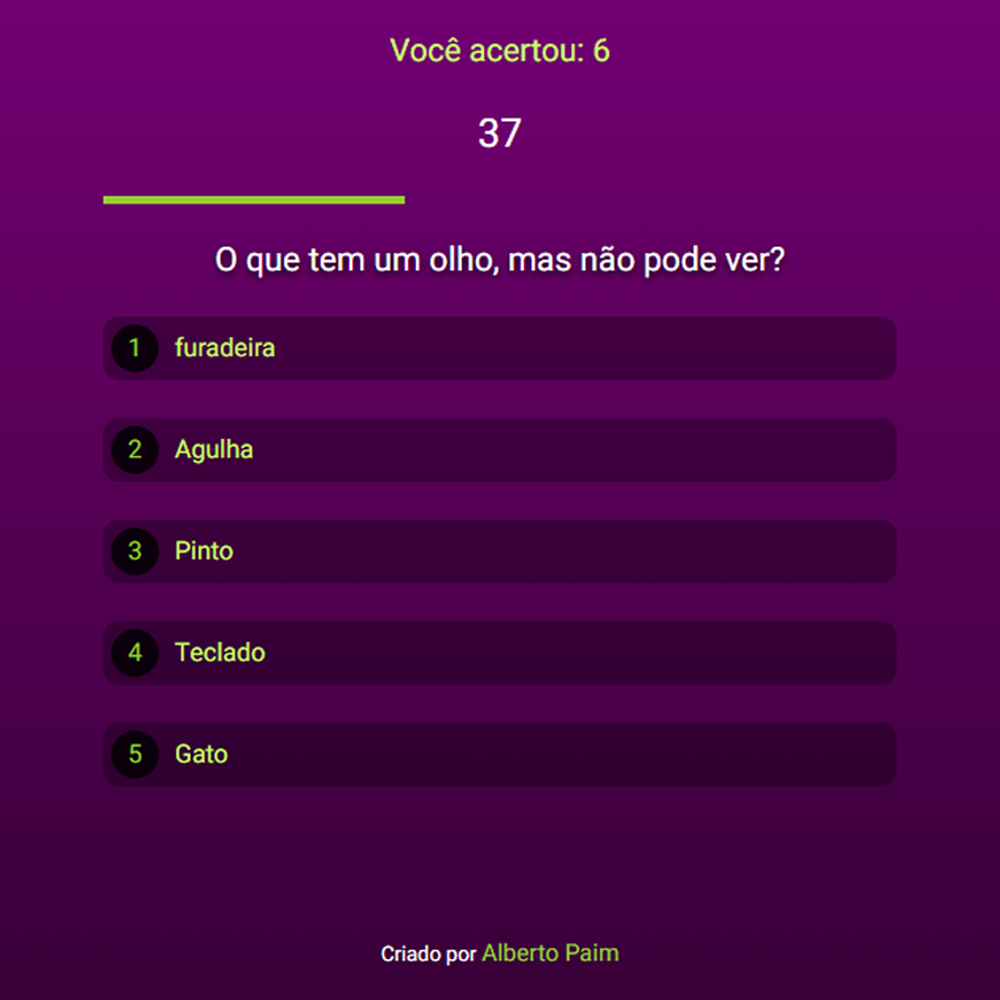 Você acertou: 6
37
O que tem um olho, mas não pode ver?
1 furadeira
2 Agulha
3 Pinto
4 Teclado
5 Gato
Criado por Alberto Paim